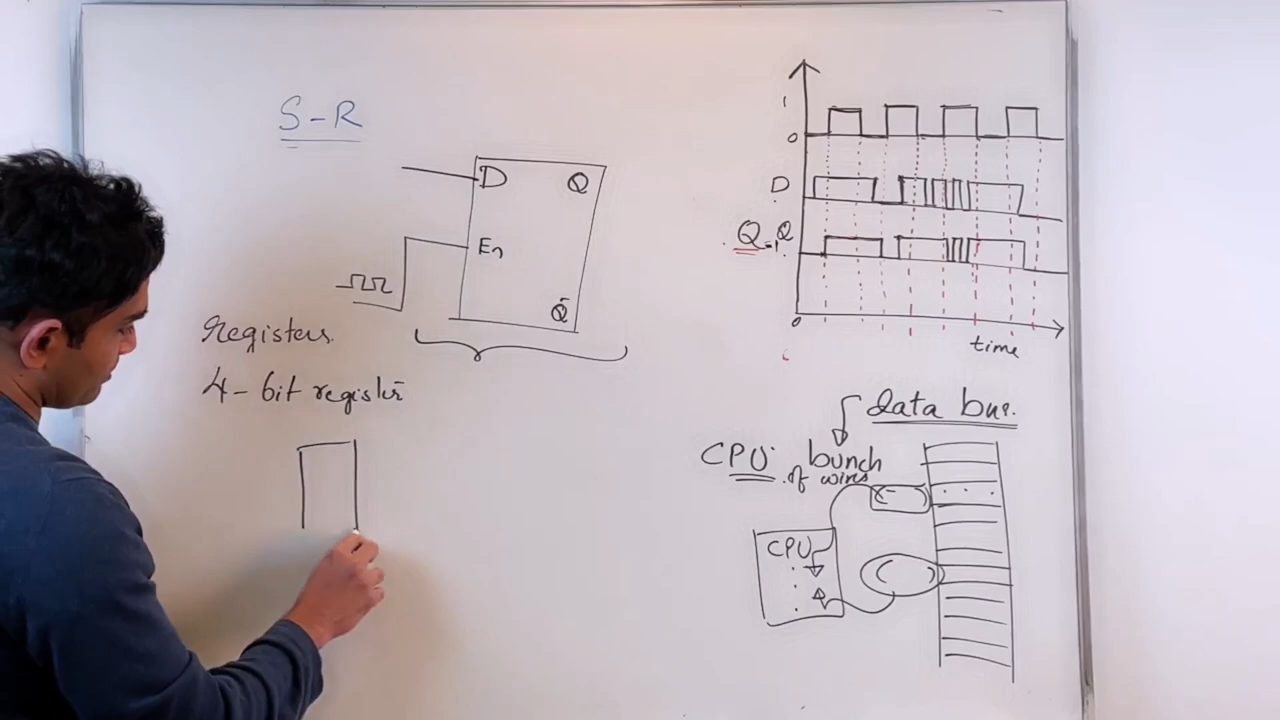 S-R
D Q
En
Q̄
Registers.
4-bit register
1
0
D
Q Q
0
time
data bus.
CPU bunch
of wires
CPU